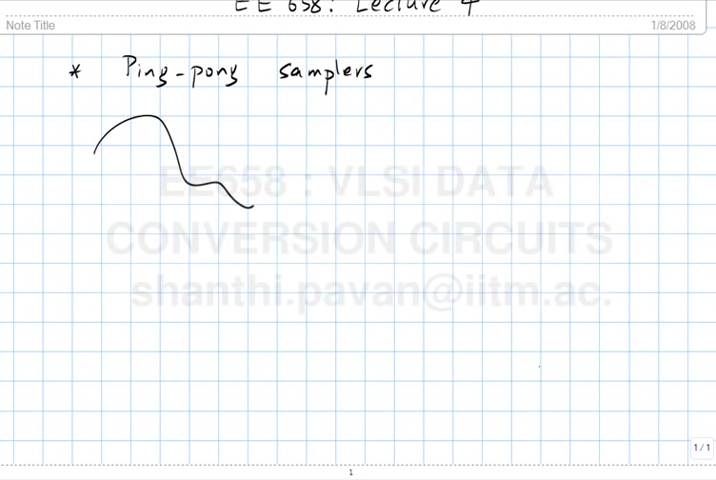 EE 658: Lecture 4
Note Title
1/8/2008
* Ping-pong samplers
EE658 : VLSI DATA
CONVERSION CIRCUITS
shanthi.pavan@iitm.ac.
1/1
1